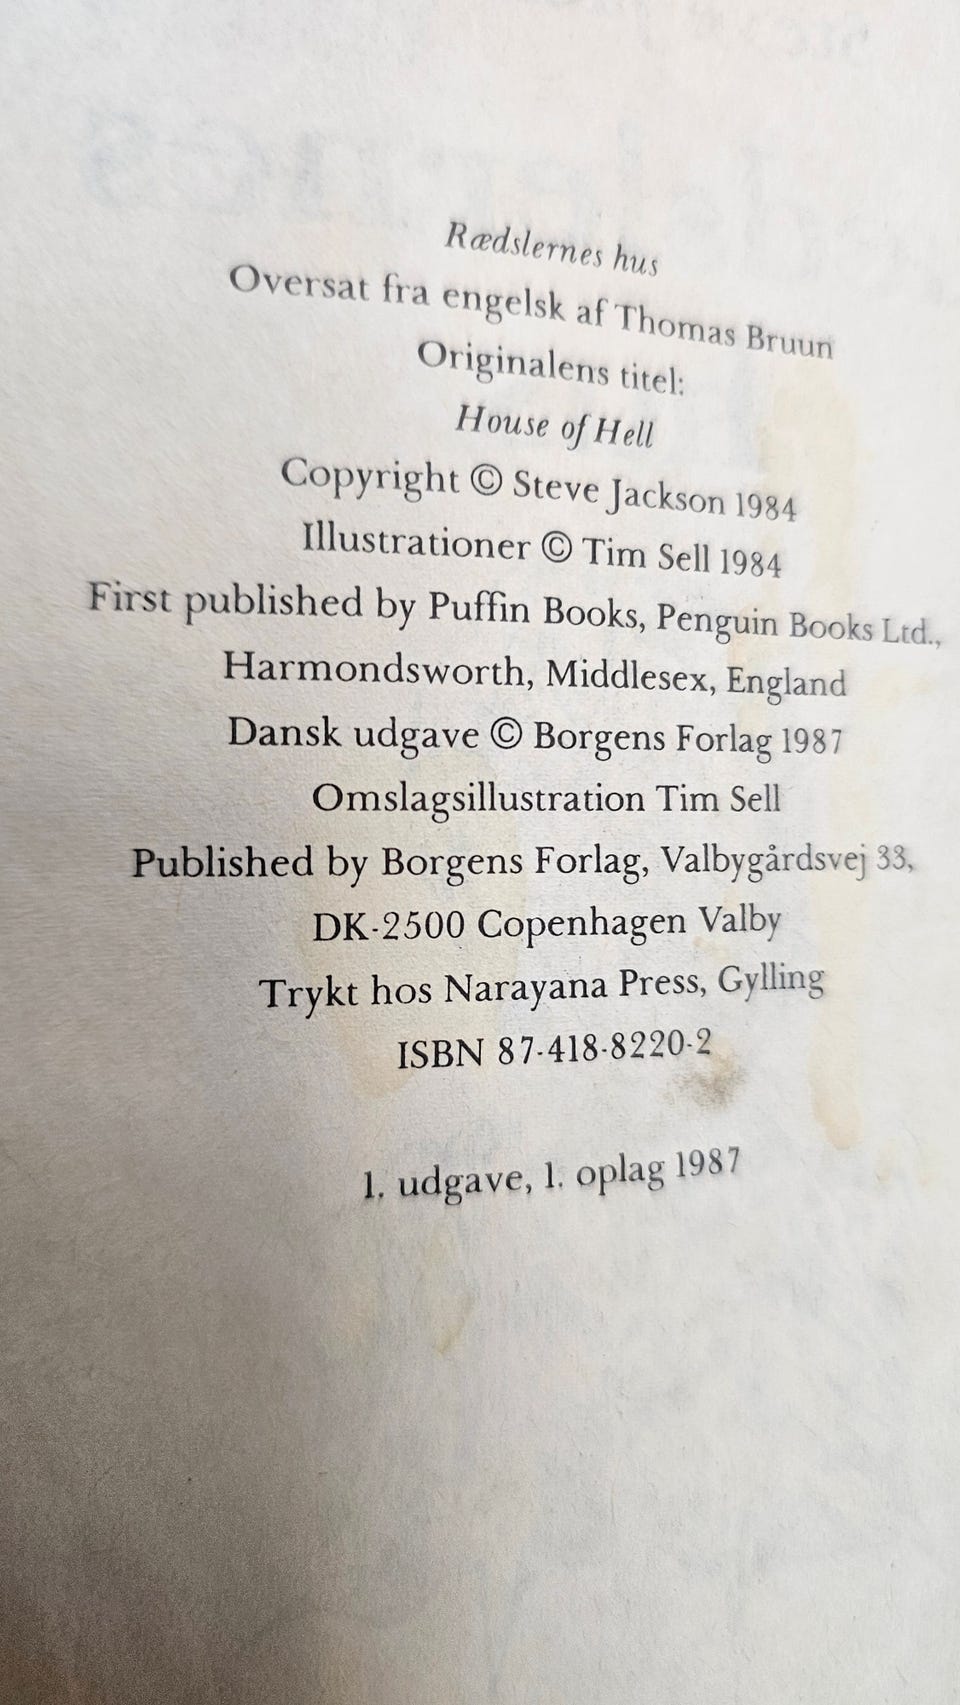 Rædslernes hus
Oversat fra engelsk af Thomas Bruun
Originalens titel:
House of Hell
Copyright © Steve Jackson 1984
Illustrationer © Tim Sell 1984
First published by Puffin Books, Penguin Books Ltd.,
Harmondsworth, Middlesex, England
Dansk udgave © Borgens Forlag 1987
Omslagsillustration Tim Sell
Published by Borgens Forlag, Valbygårdsvej 33,
DK-2500 Copenhagen Valby
Trykt hos Narayana Press, Gylling
ISBN 87-418-8220-2
1. udgave, 1. oplag 1987